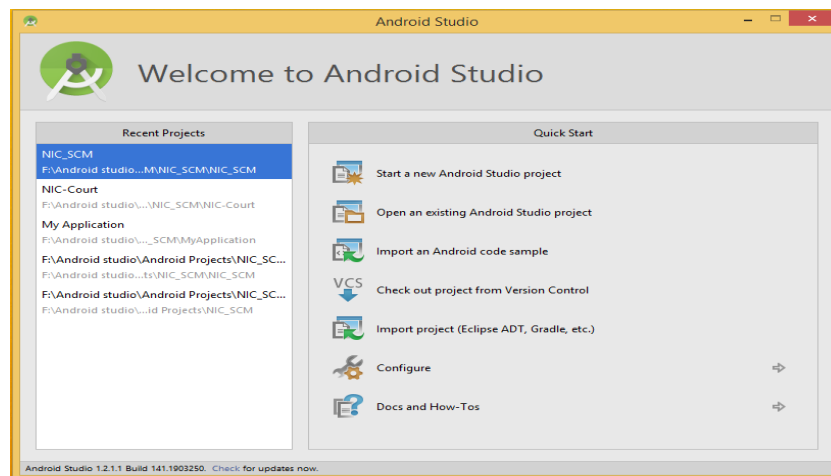 Android Studio
Welcome to Android Studio
Recent Projects
NIC_SCM
F:\Android studio...M\NIC_SCM\NIC_SCM
NIC-Court
F:\Android studio\...\NIC_SCM\NIC-Court
My Application
F:\Android studio\..._SCM\MyApplication
F:\Android studio\Android Projects\NIC_SC...
F:\Android studio...ts\NIC_SCM\NIC_SCM
F:\Android studio\Android Projects\NIC_SC...
F:\Android studio\...id Projects\NIC_SCM
Quick Start
Start a new Android Studio project
Open an existing Android Studio project
Import an Android code sample
VCS
Check out project from Version Control
Import project (Eclipse ADT, Gradle, etc.)
Configure
Docs and How-Tos
Android Studio 1.2.1.1 Build 141.1903250. Check for updates now.